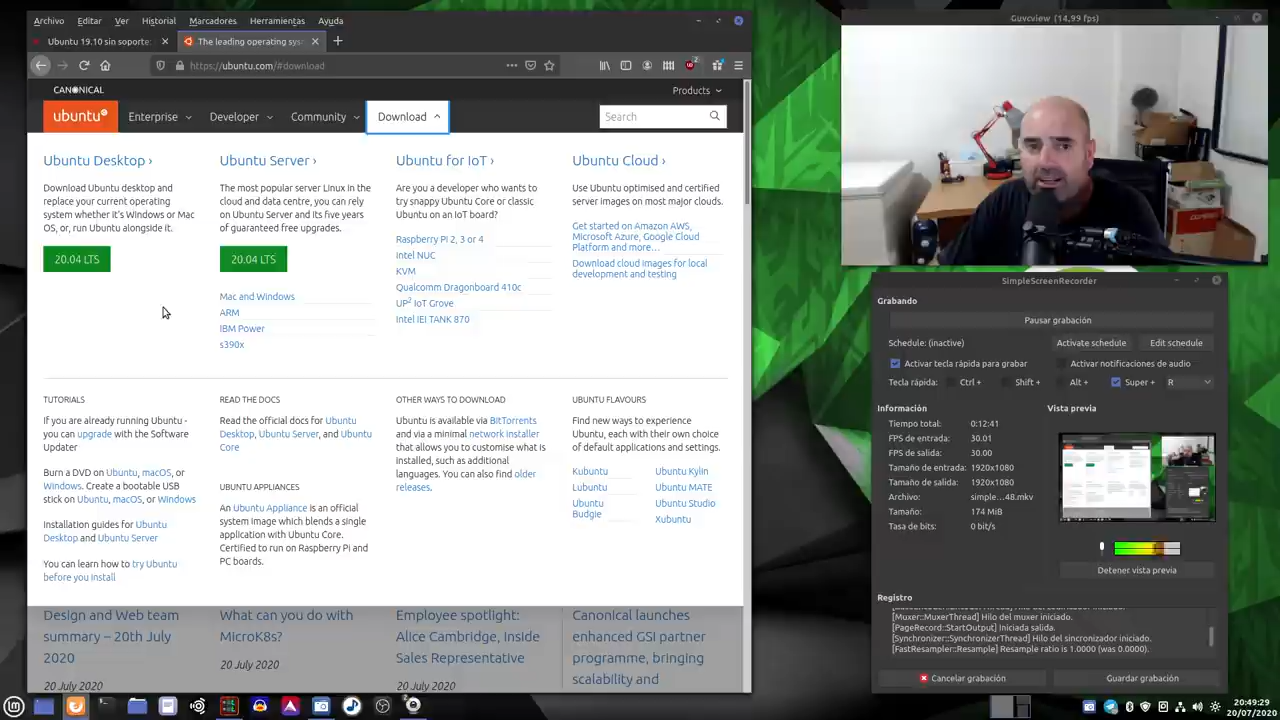 Archivo Editar Ver Historial Marcadores Herramientas Ayuda
Ubuntu 19.10 sin soporte:
The leading operating sys
https://ubuntu.com/#download
2
CANONICAL
Products
ubuntu
Enterprise
Developer
Community
Download
Search
Ubuntu Desktop ›
Download Ubuntu desktop and
replace your current operating
system whether it's Windows or Mac
OS, or, run Ubuntu alongside it.
20.04 LTS
Ubuntu Server ›
The most popular server Linux in the
cloud and data centre, you can rely
on Ubuntu Server and its five years
of guaranteed free upgrades.
20.04 LTS
Mac and Windows
ARM
IBM Power
s390x
Ubuntu for IoT ›
Are you a developer who wants to
try snappy Ubuntu Core or classic
Ubuntu on an IoT board?
Raspberry Pi 2, 3 or 4
Intel NUC
KVM
Qualcomm Dragonboard 410c
UP² IoT Grove
Intel IEI TANK 870
Ubuntu Cloud ›
Use Ubuntu optimised and certified
server images on most major clouds.
Get started on Amazon AWS,
Microsoft Azure, Google Cloud
Platform and more...
Download cloud images for local
development and testing
TUTORIALS
If you are already running Ubuntu -
you can upgrade with the Software
Updater
Burn a DVD on Ubuntu, macOS, or
Windows. Create a bootable USB
stick on Ubuntu, macOS, or Windows
Installation guides for Ubuntu
Desktop and Ubuntu Server
You can learn how to try Ubuntu
before you install
READ THE DOCS
Read the official docs for Ubuntu
Desktop, Ubuntu Server, and Ubuntu
Core
UBUNTU APPLIANCES
An Ubuntu Appliance is an official
system image which blends a single
application with Ubuntu Core.
Certified to run on Raspberry Pi and
PC boards.
OTHER WAYS TO DOWNLOAD
Ubuntu is available via BitTorrents
and via a minimal network installer
that allows you to customise what is
installed, such as additional
languages. You can also find older
releases.
UBUNTU FLAVOURS
Find new ways to experience
Ubuntu, each with their own choice
of default applications and settings.
Kubuntu
Lubuntu
Ubuntu
Budgie
Ubuntu Kylin
Ubuntu MATE
Ubuntu Studio
Xubuntu
Design and Web team
summary – 20th July
2020
20 July 2020
What can you do with
MicroK8s?
20 July 2020
Employee spotlight:
Alice Cambridge, Inside
Sales Representative
20 July 2020
Canonical launches
enhanced GSI partner
programme, bringing
scalability and
Guvcview (14,99 fps)
SimpleScreenRecorder
Grabando
Pausar grabación
Schedule: (inactive)
Activate schedule
Edit schedule
Activar tecla rápida para grabar
Activar notificaciones de audio
Tecla rápida:
Ctrl +
Shift +
Alt +
Super +
R
Información
Tiempo total: 0:12:41
FPS de entrada: 30.01
FPS de salida: 30.00
Tamaño de entrada: 1920x1080
Tamaño de salida: 1920x1080
Archivo: simple...48.mkv
Tamaño: 174 MiB
Tasa de bits: 0 bit/s
Vista previa
Detener vista previa
Registro
[Muxer::MuxerThread] Hilo del muxer iniciado.
[PageRecord::StartOutput] Iniciada salida.
[Synchronizer::SynchronizerThread] Hilo del sincronizador iniciado.
[FastResampler::Resample] Resample ratio is 1.0000 (was 0.0000).
Cancelar grabación
Guardar grabación
20:49:29
20/07/2020